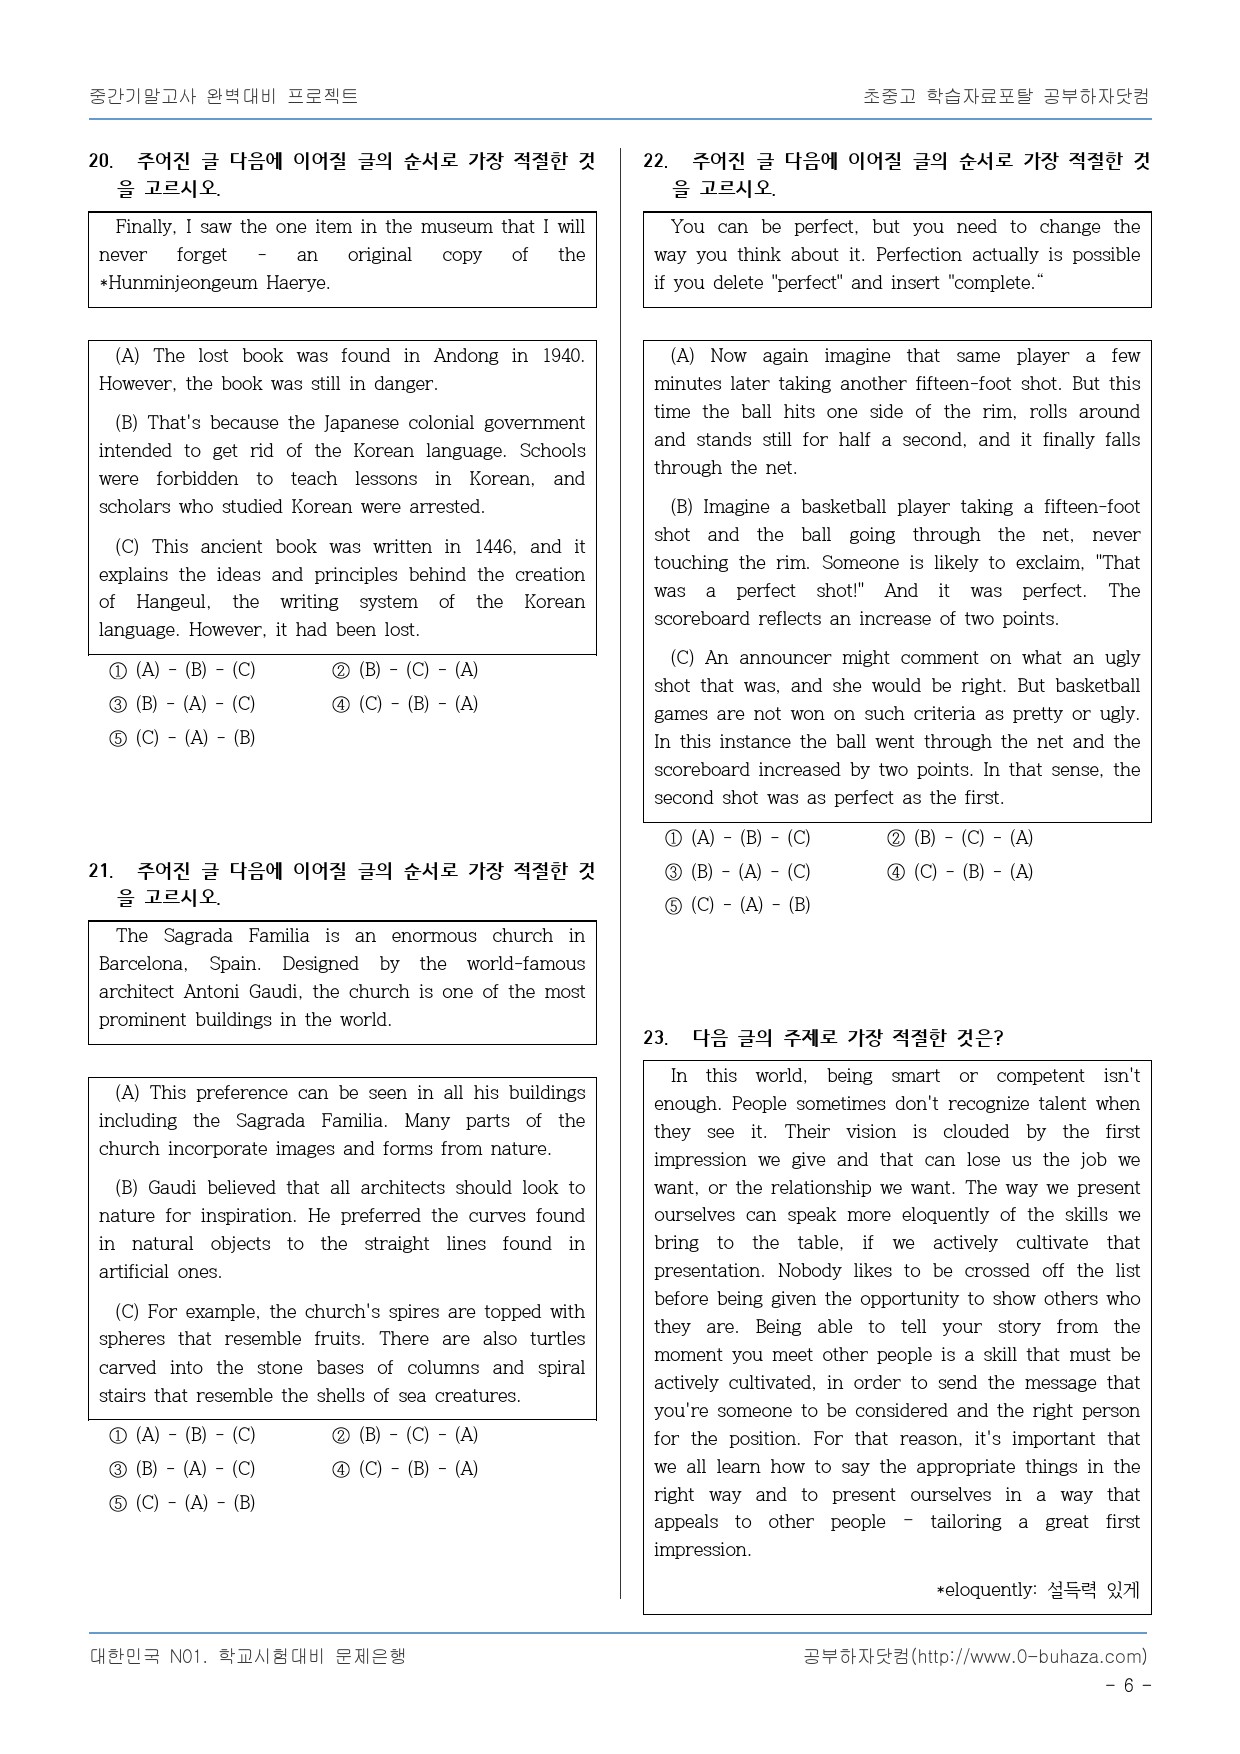 중간기말고사 완벽대비 프로젝트
초중고 학습자료포탈 공부하자닷컴
20. 주어진 글 다음에 이어질 글의 순서로 가장 적절한 것
을 고르시오.
Finally, I saw the one item in the museum that I will
never forget - an original copy of the
*Hunminjeongeum Haerye.
(A) The lost book was found in Andong in 1940.
However, the book was still in danger.
(B) That's because the Japanese colonial government
intended to get rid of the Korean language. Schools
were forbidden to teach lessons in Korean, and
scholars who studied Korean were arrested.
(C) This ancient book was written in 1446, and it
explains the ideas and principles behind the creation
of Hangeul, the writing system of the Korean
language. However, it had been lost.
① (A) - (B) - (C) ② (B) - (C) - (A)
③ (B) - (A) - (C) ④ (C) - (B) - (A)
⑤ (C) - (A) - (B)
21. 주어진 글 다음에 이어질 글의 순서로 가장 적절한 것
을 고르시오.
The Sagrada Familia is an enormous church in
Barcelona, Spain. Designed by the world-famous
architect Antoni Gaudi, the church is one of the most
prominent buildings in the world.
(A) This preference can be seen in all his buildings
including the Sagrada Familia. Many parts of the
church incorporate images and forms from nature.
(B) Gaudi believed that all architects should look to
nature for inspiration. He preferred the curves found
in natural objects to the straight lines found in
artificial ones.
(C) For example, the church's spires are topped with
spheres that resemble fruits. There are also turtles
carved into the stone bases of columns and spiral
stairs that resemble the shells of sea creatures.
① (A) - (B) - (C) ② (B) - (C) - (A)
③ (B) - (A) - (C) ④ (C) - (B) - (A)
⑤ (C) - (A) - (B)
22. 주어진 글 다음에 이어질 글의 순서로 가장 적절한 것
을 고르시오.
You can be perfect, but you need to change the
way you think about it. Perfection actually is possible
if you delete "perfect" and insert "complete.“
(A) Now again imagine that same player a few
minutes later taking another fifteen-foot shot. But this
time the ball hits one side of the rim, rolls around
and stands still for half a second, and it finally falls
through the net.
(B) Imagine a basketball player taking a fifteen-foot
shot and the ball going through the net, never
touching the rim. Someone is likely to exclaim, "That
was a perfect shot!" And it was perfect. The
scoreboard reflects an increase of two points.
(C) An announcer might comment on what an ugly
shot that was, and she would be right. But basketball
games are not won on such criteria as pretty or ugly.
In this instance the ball went through the net and the
scoreboard increased by two points. In that sense, the
second shot was as perfect as the first.
① (A) - (B) - (C) ② (B) - (C) - (A)
③ (B) - (A) - (C) ④ (C) - (B) - (A)
⑤ (C) - (A) - (B)
23. 다음 글의 주제로 가장 적절한 것은?
In this world, being smart or competent isn't
enough. People sometimes don't recognize talent when
they see it. Their vision is clouded by the first
impression we give and that can lose us the job we
want, or the relationship we want. The way we present
ourselves can speak more eloquently of the skills we
bring to the table, if we actively cultivate that
presentation. Nobody likes to be crossed off the list
before being given the opportunity to show others who
they are. Being able to tell your story from the
moment you meet other people is a skill that must be
actively cultivated, in order to send the message that
you're someone to be considered and the right person
for the position. For that reason, it's important that
we all learn how to say the appropriate things in the
right way and to present ourselves in a way that
appeals to other people - tailoring a great first
impression.
*eloquently: 설득력 있게
대한민국 N01. 학교시험대비 문제은행
공부하자닷컴(http://www.0-buhaza.com)
- 6 -